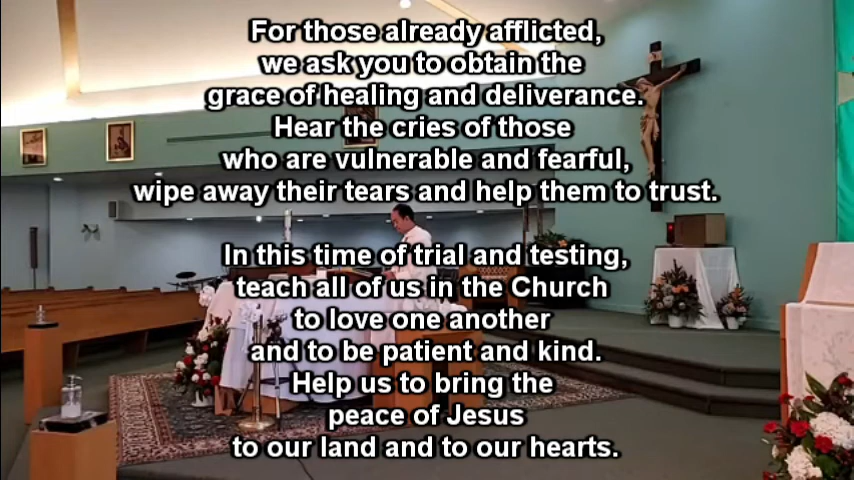 For those already afflicted,
we ask you to obtain the
grace of healing and deliverance.
Hear the cries of those
who are vulnerable and fearful,
wipe away their tears and help them to trust.
In this time of trial and testing,
teach all of us in the Church
to love one another
and to be patient and kind.
Help us to bring the
peace of Jesus
to our land and to our hearts.